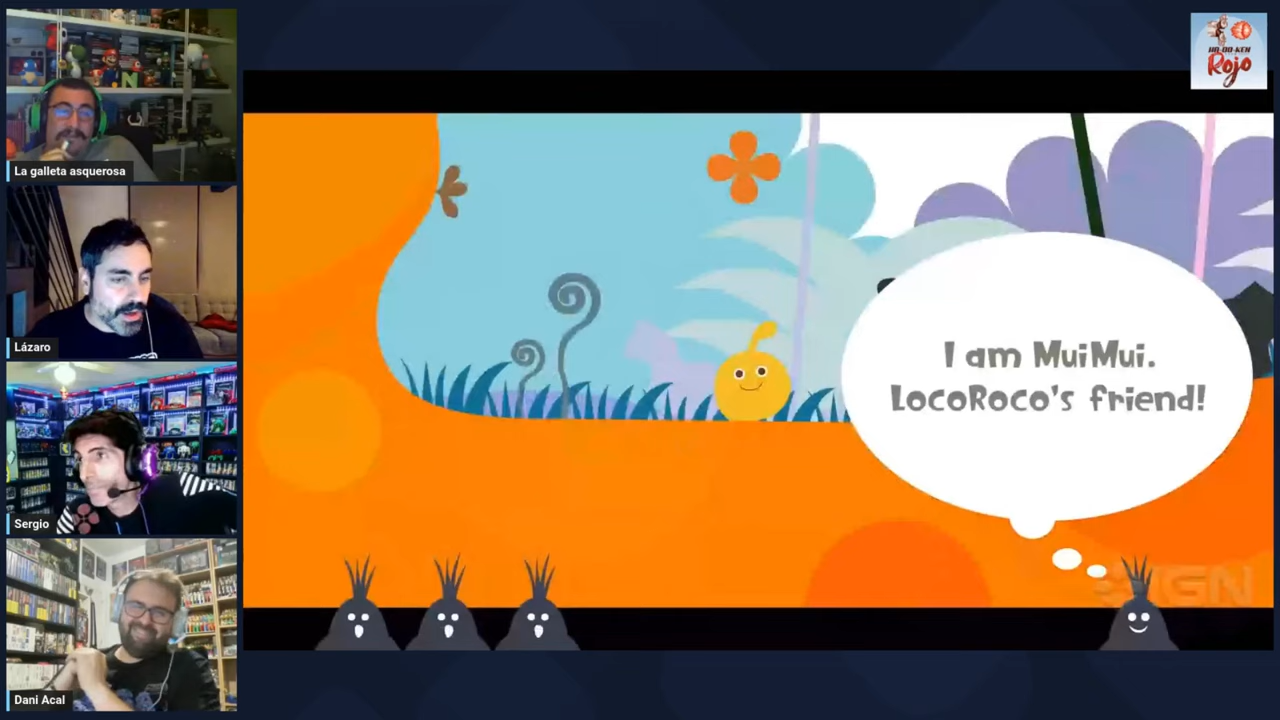 La galleta asquerosa
Lázaro
Sergio
Dani Acal
HO-DO-KEN
Rojo
I am MuiMui.
LocoRoco's friend!
IGN